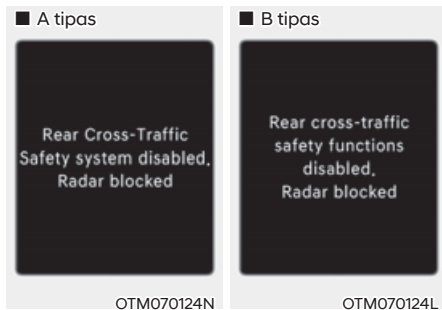 ■ A tipas
Rear Cross-Traffic
Safety system disabled.
Radar blocked
OTM070124N
■ B tipas
Rear cross-traffic
safety functions
disabled.
Radar blocked
OTM070124L